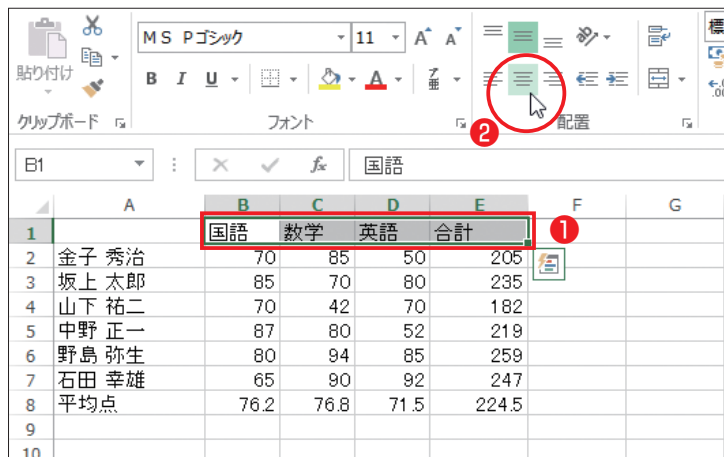 MS Pゴシック 11 A A 標
貼り付け B I U A 亜
クリップボード フォント 配置
❷
B1 fx 国語
A B C D E F G
1 国語 数学 英語 合計 ❶
2 金子 秀治 70 85 50 205
3 坂上 太郎 85 70 80 235
4 山下 祐二 70 42 70 182
5 中野 正一 87 80 52 219
6 野島 弥生 80 94 85 259
7 石田 幸雄 65 90 92 247
8 平均点 76.2 76.8 71.5 224.5
9
10